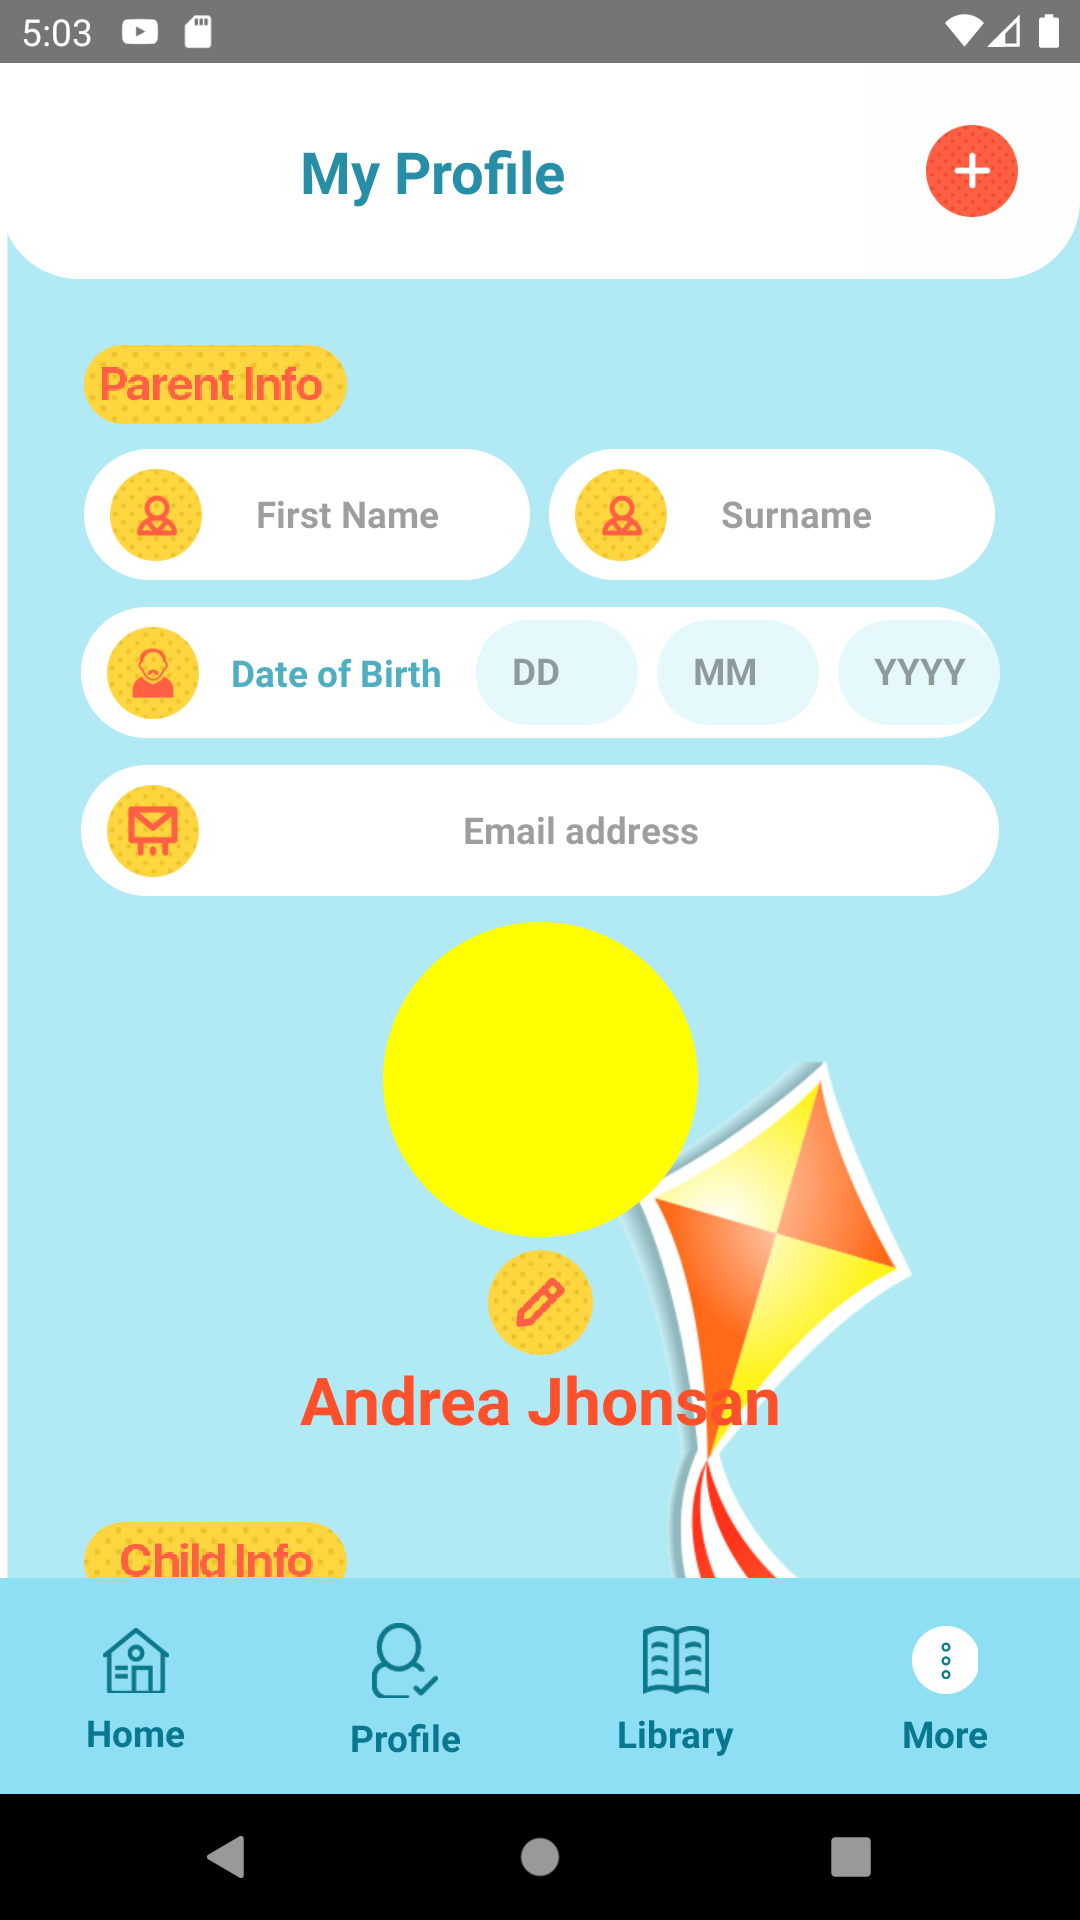 5:03
My Profile
Parent Info
First Name
Surname
Date of Birth
DD
MM
YYYY
Email address
Andrea Jhonsan
Child Info
Home
Profile
Library
More